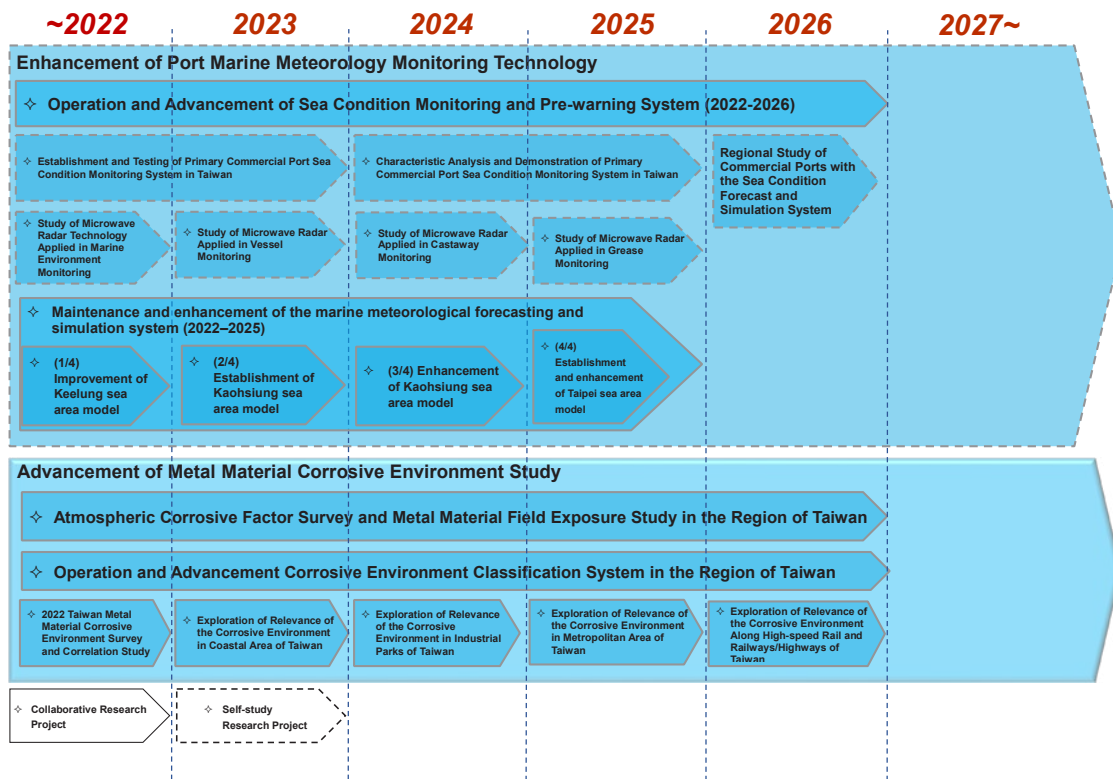 ~2022 2023 2024 2025 2026 2027~
Enhancement of Port Marine Meteorology Monitoring Technology
✧ Operation and Advancement of Sea Condition Monitoring and Pre-warning System (2022-2026)
✧ Establishment and Testing of Primary Commercial Port Sea
Condition Monitoring System in Taiwan
✧ Characteristic Analysis and Demonstration of Primary
Commercial Port Sea Condition Monitoring System in Taiwan
Regional Study of
Commercial Ports with
the Sea Condition
Forecast and
Simulation System
✧ Study of Microwave
Radar Technology
Applied in Marine
Environment
Monitoring
✧ Study of Microwave Radar
Applied in Vessel
Monitoring
✧ Study of Microwave Radar
Applied in Castaway
Monitoring
✧ Study of Microwave Radar
Applied in Grease
Monitoring
✧ Maintenance and enhancement of the marine meteorological forecasting and
simulation system (2022–2025)
✧ (1/4)
Improvement of
Keelung sea
area model
✧ (2/4)
Establishment of
Kaohsiung sea
area model
✧ (3/4) Enhancement
of Kaohsiung sea
area model
✧ (4/4)
Establishment
and enhancement
of Taipei sea area
model
Advancement of Metal Material Corrosive Environment Study
✧ Atmospheric Corrosive Factor Survey and Metal Material Field Exposure Study in the Region of Taiwan
✧ Operation and Advancement Corrosive Environment Classification System in the Region of Taiwan
✧ 2022 Taiwan Metal
Material Corrosive
Environment Survey
and Correlation Study
✧ Exploration of Relevance of
the Corrosive Environment
in Coastal Area of Taiwan
✧ Exploration of Relevance
of the Corrosive
Environment in Industrial
Parks of Taiwan
✧ Exploration of Relevance of
the Corrosive Environment
in Metropolitan Area of
Taiwan
✧ Exploration of Relevance of
the Corrosive Environment
Along High-speed Rail and
Railways/Highways of
Taiwan
✧ Collaborative Research
Project
✧ Self-study
Research Project